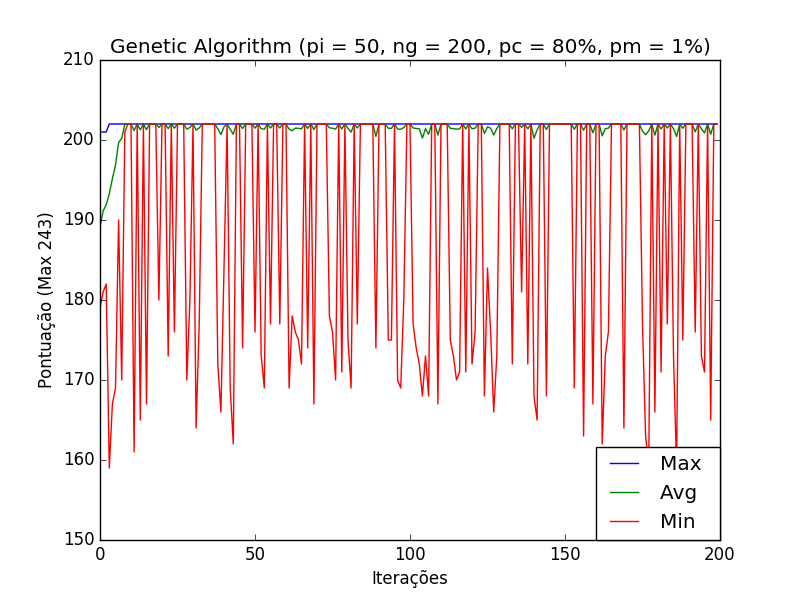 Genetic Algorithm (pi = 50, ng = 200, pc = 80%, pm = 1%)
210
200
190
180
170
160
150
Pontuação (Max 243)
Max
Avg
Min
0
50
100
150
200
Iterações